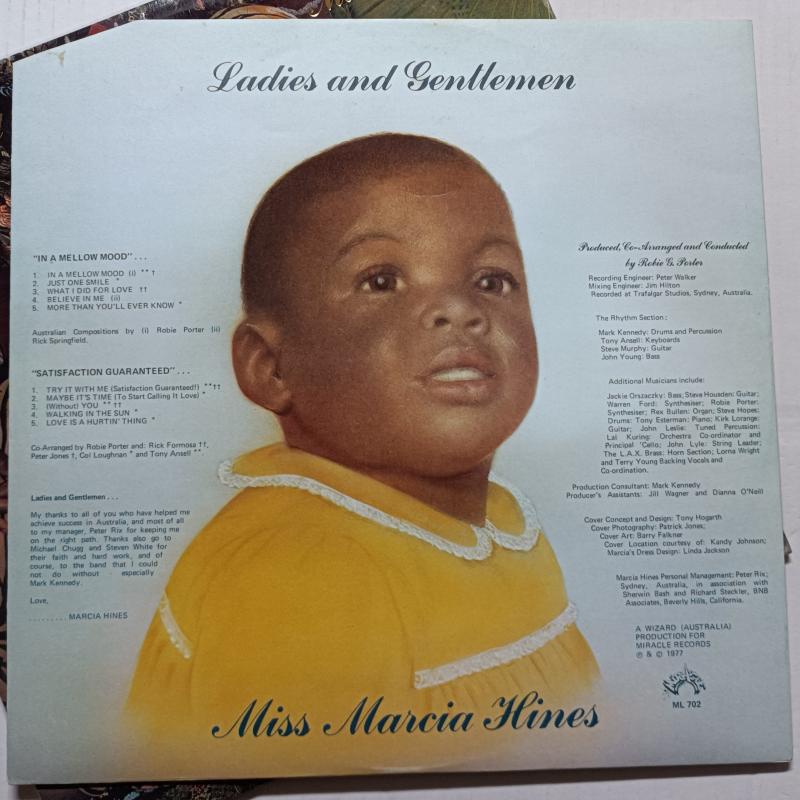 Ladies and Gentlemen
"IN A MELLOW MOOD" . . .
1. IN A MELLOW MOOD (i) ** †
2. JUST ONE SMILE *
3. WHAT I DID FOR LOVE ††
4. BELIEVE IN ME (ii)
5. MORE THAN YOU'LL EVER KNOW *
Australian Compositions by (i) Robie Porter (ii)
Rick Springfield.
"SATISFACTION GUARANTEED" . . .
1. TRY IT WITH ME (Satisfaction Guaranteed!) **††
2. MAYBE IT'S TIME (To Start Calling It Love) *
3. (Without) YOU **††
4. WALKING IN THE SUN *
5. LOVE IS A HURTIN' THING *
Co-Arranged by Robie Porter and: Rick Formosa ††,
Peter Jones †, Col Loughnan * and Tony Ansell **.
Ladies and Gentlemen . . .
My thanks to all of you who have helped me
achieve success in Australia, and most of all
to my manager, Peter Rix for keeping me
on the right path. Thanks also go to
Michael Chugg and Steven White for
their faith and hard work, and of
course, to the band that I could
not do without - especially
Mark Kennedy.
Love,
. . . . . . . . . MARCIA HINES
Produced, Co-Arranged and Conducted
by Robie G. Porter
Recording Engineer: Peter Walker
Mixing Engineer: Jim Hilton
Recorded at Trafalgar Studios, Sydney, Australia.
The Rhythm Section:
Mark Kennedy: Drums and Percussion
Tony Ansell: Keyboards
Steve Murphy: Guitar
John Young: Bass
Additional Musicians include:
Jackie Orszaczky: Bass; Steve Housden: Guitar;
Warren Ford: Synthesiser; Robie Porter:
Synthesiser; Rex Bullen: Organ; Steve Hopes:
Drums; Tony Esterman: Piano; Kirk Lorange:
Guitar; John Leslie: Tuned Percussion;
Lal Kuring: Orchestra Co-ordinator and
Principal 'Cello; John Lyle: String Leader;
The L.A.X. Brass: Horn Section; Lorna Wright
and Terry Young Backing Vocals and
Co-ordination.
Production Consultant: Mark Kennedy
Producer's Assistants: Jill Wagner and Dianna O'Neill
Cover Concept and Design: Tony Hogarth
Cover Photography: Patrick Jones;
Cover Art: Barry Falkner
Cover Location courtesy of: Kandy Johnson;
Marcia's Dress Design: Linda Jackson
Marcia Hines Personal Management: Peter Rix;
Sydney, Australia, in association with
Sherwin Bash and Richard Steckler, BNB
Associates, Beverly Hills, California.
A WIZARD (AUSTRALIA)
PRODUCTION FOR
MIRACLE RECORDS
℗ & © 1977
ML 702
Miss Marcia Hines